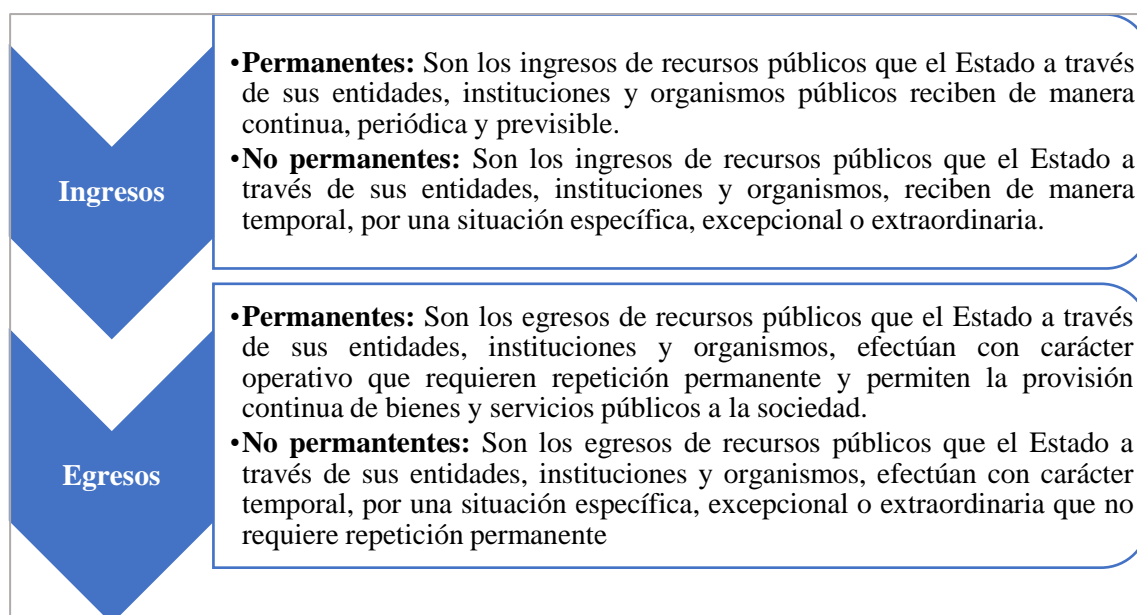 Ingresos
•Permanentes: Son los ingresos de recursos públicos que el Estado a través
de sus entidades, instituciones y organismos públicos reciben de manera
continua, periódica y previsible.
•No permanentes: Son los ingresos de recursos públicos que el Estado a
través de sus entidades, instituciones y organismos, reciben de manera
temporal, por una situación específica, excepcional o extraordinaria.
Egresos
•Permanentes: Son los egresos de recursos públicos que el Estado a través
de sus entidades, instituciones y organismos, efectúan con carácter
operativo que requieren repetición permanente y permiten la provisión
continua de bienes y servicios públicos a la sociedad.
•No permantentes: Son los egresos de recursos públicos que el Estado a
través de sus entidades, instituciones y organismos, efectúan con carácter
temporal, por una situación específica, excepcional o extraordinaria que no
requiere repetición permanente